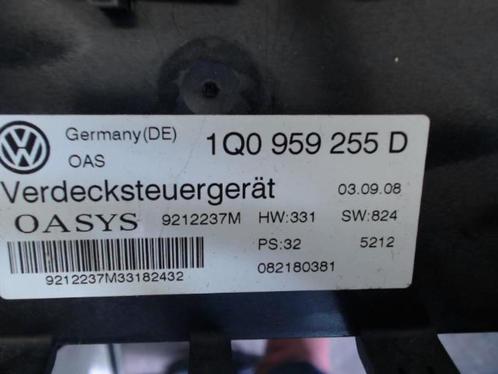 Germany(DE)
OAS
1Q0 959 255 D
Verdecksteuergerät
03.09.08
OASYS 9212237M HW:331 SW:824
PS:32 5212
9212237M33182432
082180381